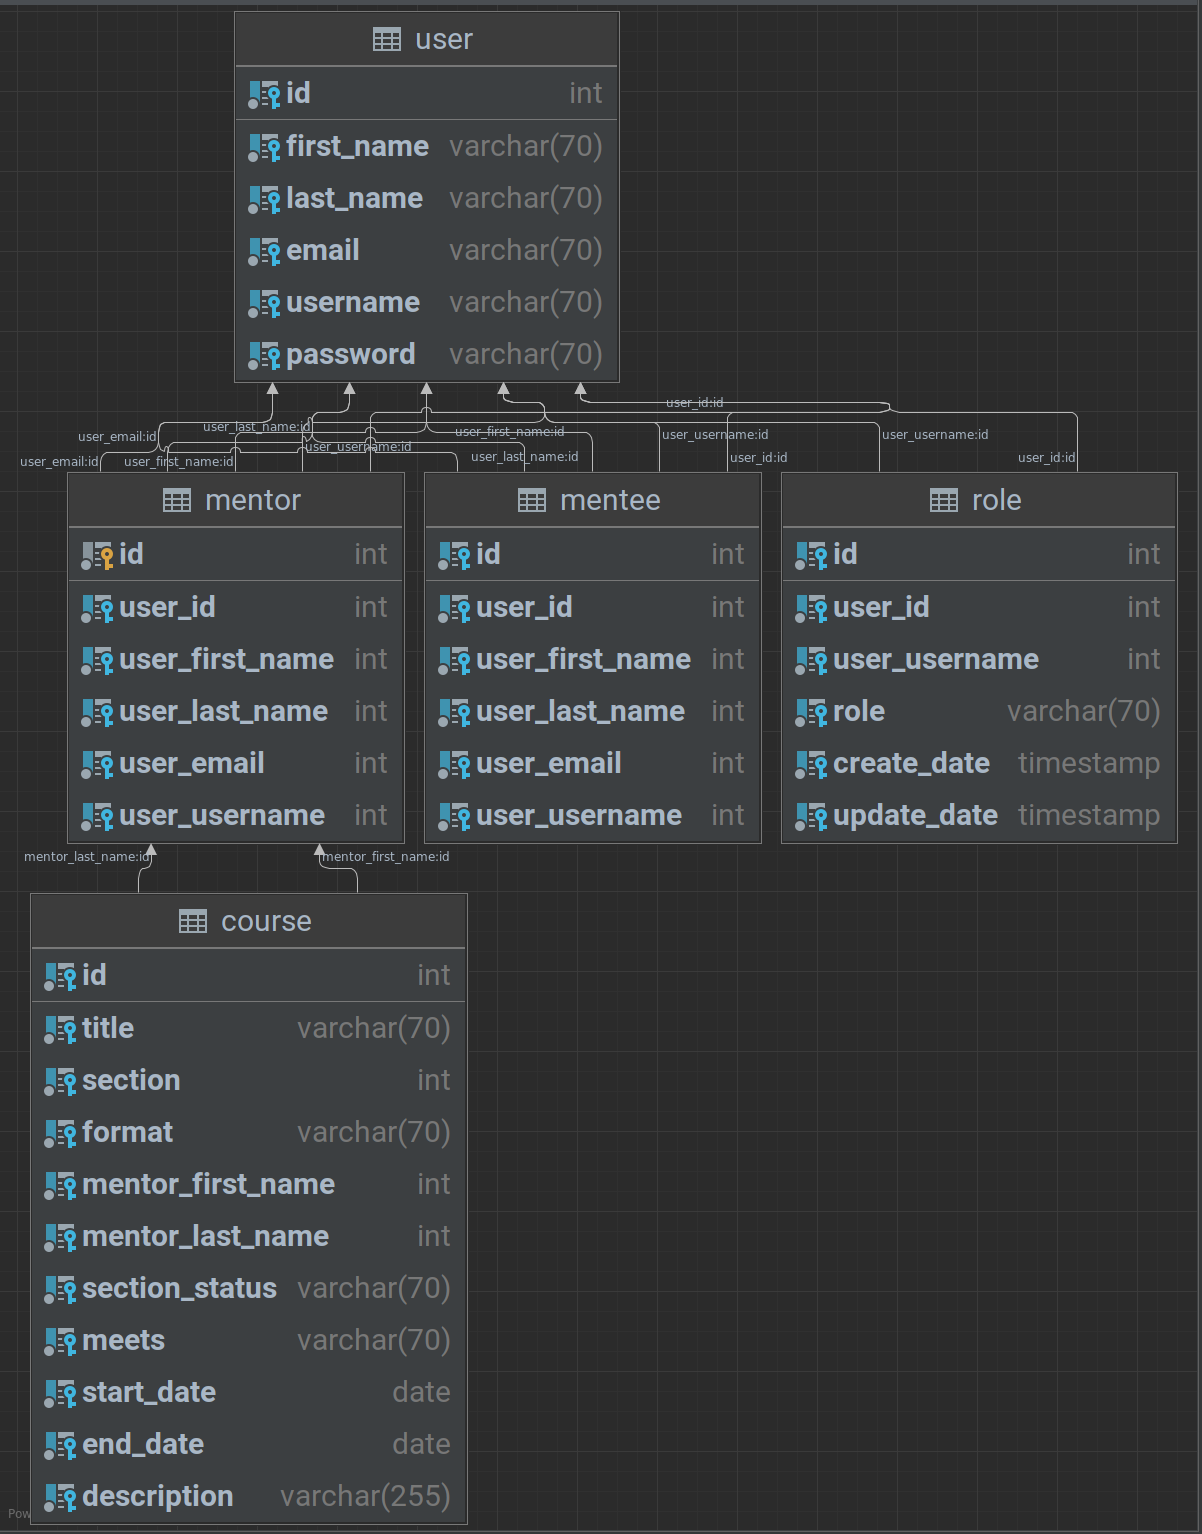 user
id int
first_name varchar(70)
last_name varchar(70)
email varchar(70)
username varchar(70)
password varchar(70)
user_id:id
user_last_name:id
user_email:id
user_first_name:id
user_username:id
user_username:id
user_username:id
user_email:id
user_first_name:id
user_last_name:id
user_id:id
user_id:id
mentor
id int
user_id int
user_first_name int
user_last_name int
user_email int
user_username int
mentee
id int
user_id int
user_first_name int
user_last_name int
user_email int
user_username int
role
id int
user_id int
user_username int
role varchar(70)
create_date timestamp
update_date timestamp
mentor_last_name:id
mentor_first_name:id
course
id int
title varchar(70)
section int
format varchar(70)
mentor_first_name int
mentor_last_name int
section_status varchar(70)
meets varchar(70)
start_date date
end_date date
description varchar(255)